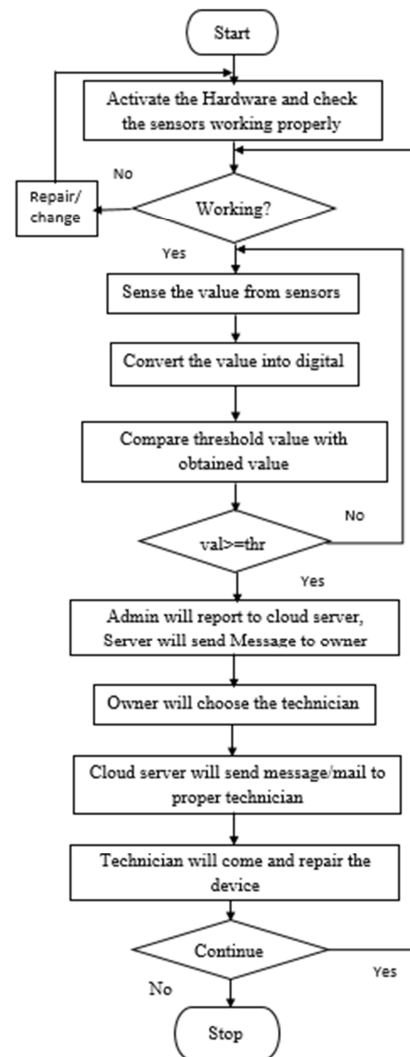 Start
Activate the Hardware and check
the sensors working properly
No
Repair/
change
Working?
Yes
Sense the value from sensors
Convert the value into digital
Compare threshold value with
obtained value
No
val>=thr
Yes
Admin will report to cloud server,
Server will send Message to owner
Owner will choose the technician
Cloud server will send message/mail to
proper technician
Technician will come and repair the
device
Continue
Yes
No
Stop